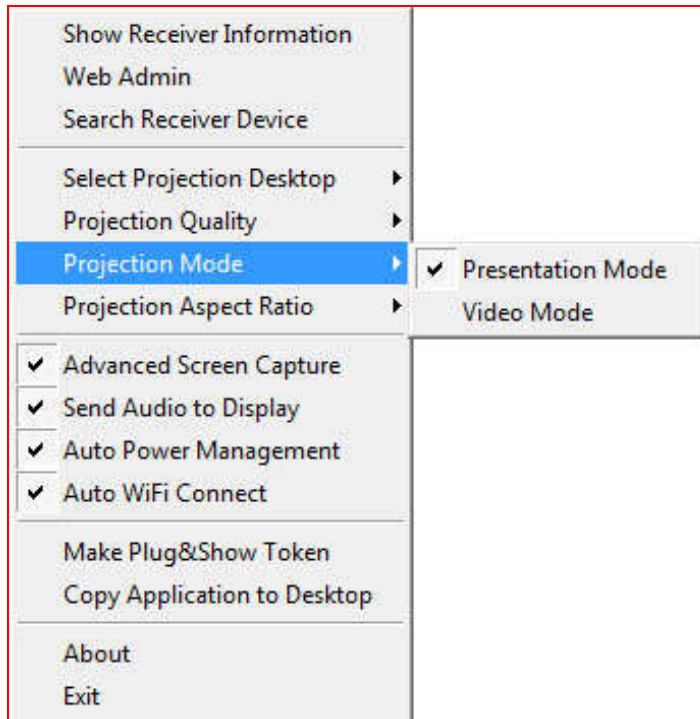 Show Receiver Information
Web Admin
Search Receiver Device
Select Projection Desktop
Projection Quality
Projection Mode
Presentation Mode
Video Mode
Projection Aspect Ratio
Advanced Screen Capture
Send Audio to Display
Auto Power Management
Auto WiFi Connect
Make Plug&Show Token
Copy Application to Desktop
About
Exit